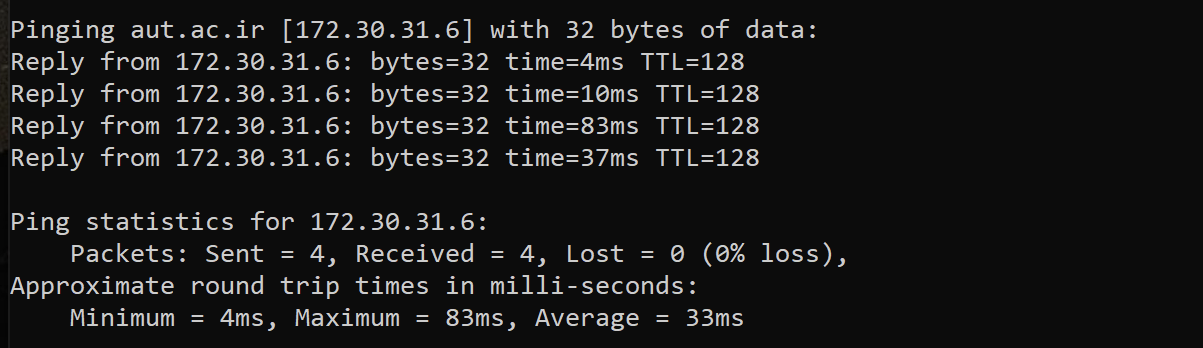 Pinging aut.ac.ir [172.30.31.6] with 32 bytes of data:
Reply from 172.30.31.6: bytes=32 time=4ms TTL=128
Reply from 172.30.31.6: bytes=32 time=10ms TTL=128
Reply from 172.30.31.6: bytes=32 time=83ms TTL=128
Reply from 172.30.31.6: bytes=32 time=37ms TTL=128

Ping statistics for 172.30.31.6:
    Packets: Sent = 4, Received = 4, Lost = 0 (0% loss),
Approximate round trip times in milli-seconds:
    Minimum = 4ms, Maximum = 83ms, Average = 33ms